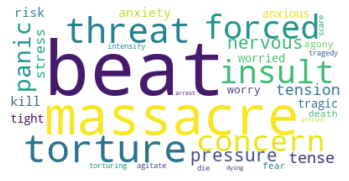 risk anxiety anxious scare
panic stress threat forced nervous worried agony
intensity tragedy
beat insult
kill tight massacre tension tragic death
arrest affraid
torture concern
pressure tense
torturing agitate worry die fear dying